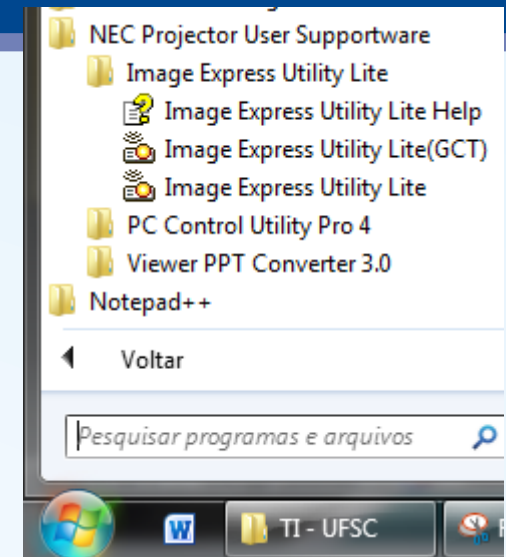 NEC Projector User Supportware
Image Express Utility Lite
Image Express Utility Lite Help
Image Express Utility Lite(GCT)
Image Express Utility Lite
PC Control Utility Pro 4
Viewer PPT Converter 3.0
Notepad++
Voltar
Pesquisar programas e arquivos
W TI - UFSC